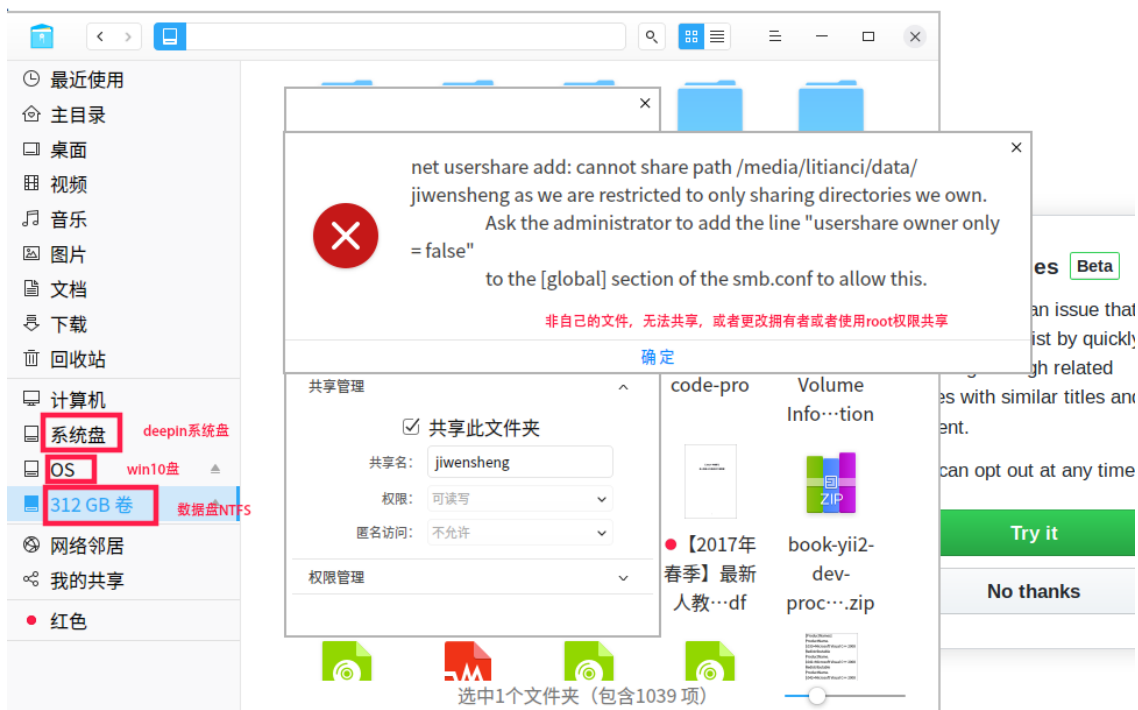 最近使用
主目录
桌面
视频
音乐
图片
文档
下载
回收站
计算机
系统盘
deepin系统盘
OS
win10盘
312 GB 卷
数据盘NTFS
网络邻居
我的共享
红色
net usershare add: cannot share path /media/litianci/data/
jiwensheng as we are restricted to only sharing directories we own.
Ask the administrator to add the line "usershare owner only
= false"
to the [global] section of the smb.conf to allow this.
非自己的文件，无法共享，或者更改拥有者或者使用root权限共享
确定
共享管理
共享此文件夹
共享名：
jiwensheng
权限：
可读写
匿名访问：
不允许
权限管理
code-pro
Volume
Info…tion
【2017年
春季】最新
人教…df
ZIP
book-yii2-
dev-
proc….zip
选中1个文件夹（包含1039 项）
es
Beta
an issue that
ist by quickly
gh related
es with similar titles and
ent.
can opt out at any time
Try it
No thanks